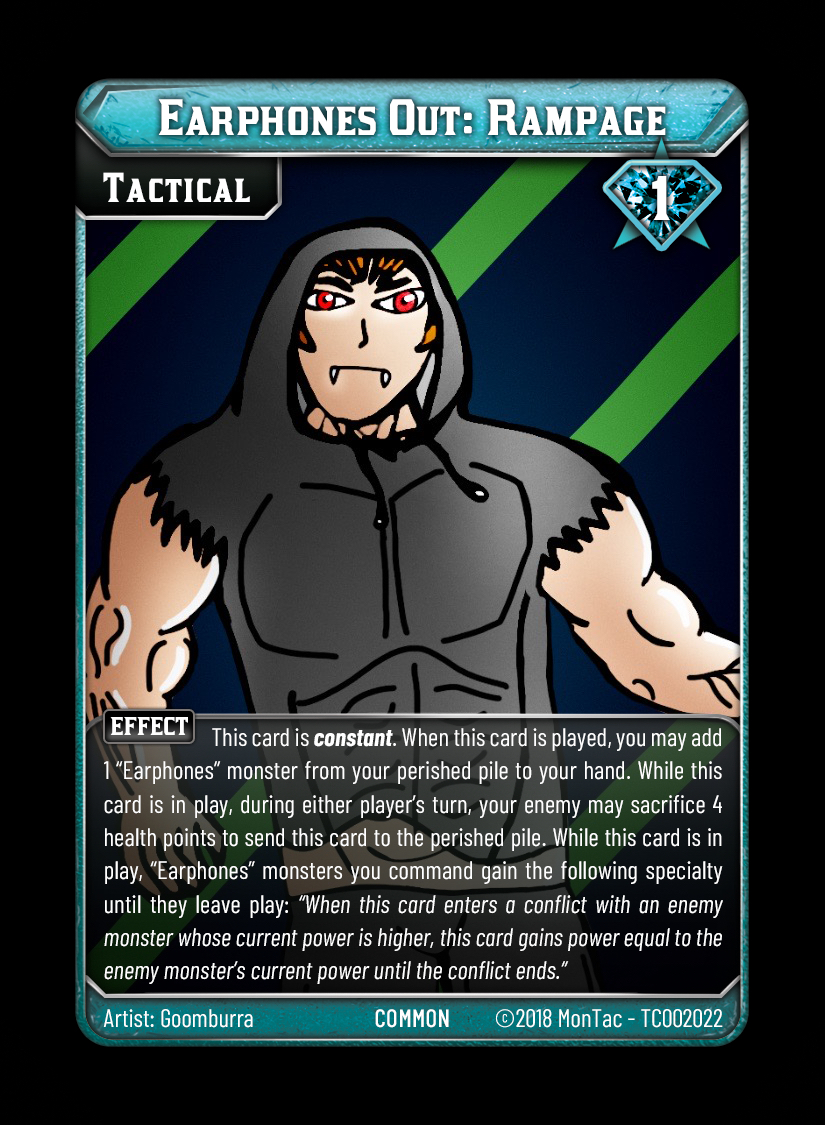 Earphones Out: Rampage
Tactical
1
EFFECT This card is constant. When this card is played, you may add
1 “Earphones” monster from your perished pile to your hand. While this
card is in play, during either player’s turn, your enemy may sacrifice 4
health points to send this card to the perished pile. While this card is in
play, “Earphones” monsters you command gain the following specialty
until they leave play: “When this card enters a conflict with an enemy
monster whose current power is higher, this card gains power equal to the
enemy monster’s current power until the conflict ends.”
Artist: Goomburra COMMON ©2018 MonTac - TC002022